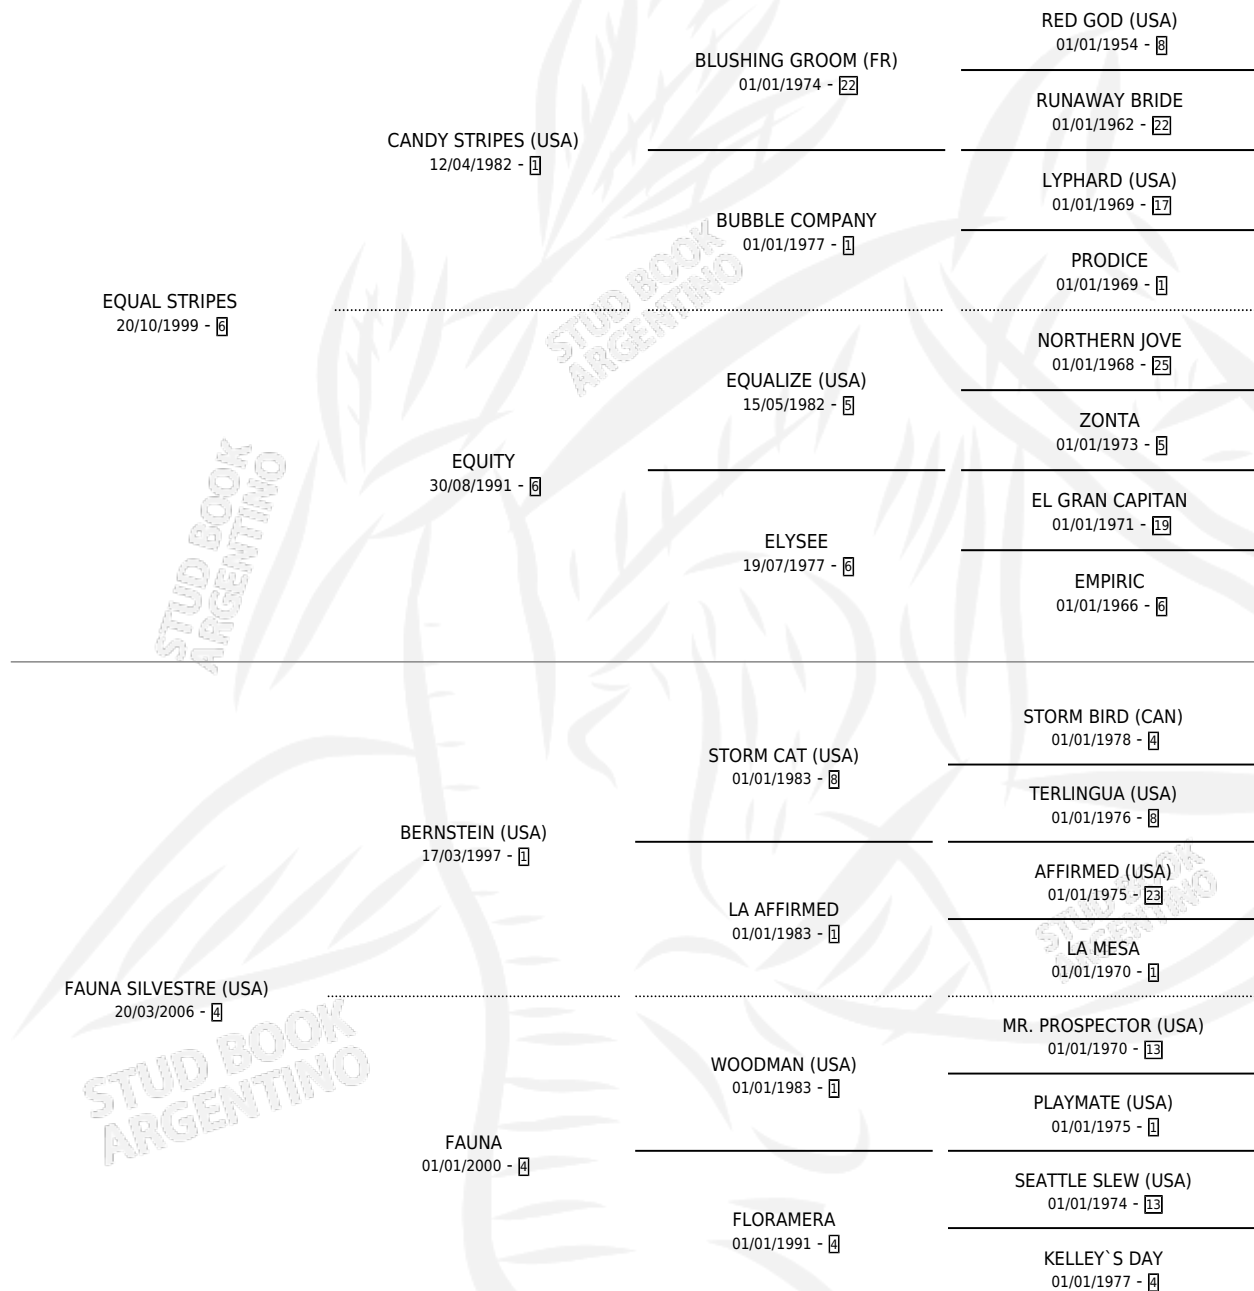 RED GOD (USA)
01/01/1954 - 8
BLUSHING GROOM (FR)
01/01/1974 - 22
RUNAWAY BRIDE
01/01/1962 - 22
CANDY STRIPES (USA)
12/04/1982 - 1
LYPHARD (USA)
01/01/1969 - 17
BUBBLE COMPANY
01/01/1977 - 1
PRODICE
01/01/1969 - 1
EQUAL STRIPES
20/10/1999 - 6
NORTHERN JOVE
01/01/1968 - 25
EQUALIZE (USA)
15/05/1982 - 5
ZONTA
01/01/1973 - 5
EQUITY
30/08/1991 - 6
EL GRAN CAPITAN
01/01/1971 - 19
ELYSEE
19/07/1977 - 6
EMPIRIC
01/01/1966 - 6
STUD BOOK
ARGENTINO
STUD BOOK
ARGENTINO
STORM BIRD (CAN)
01/01/1978 - 4
STORM CAT (USA)
01/01/1983 - 8
TERLINGUA (USA)
01/01/1976 - 8
BERNSTEIN (USA)
17/03/1997 - 1
AFFIRMED (USA)
01/01/1975 - 23
LA AFFIRMED
01/01/1983 - 1
LA MESA
01/01/1970 - 1
FAUNA SILVESTRE (USA)
20/03/2006 - 4
MR. PROSPECTOR (USA)
01/01/1970 - 13
WOODMAN (USA)
01/01/1983 - 1
PLAYMATE (USA)
01/01/1975 - 1
FAUNA
01/01/2000 - 4
SEATTLE SLEW (USA)
01/01/1974 - 13
FLORAMERA
01/01/1991 - 4
KELLEY`S DAY
01/01/1977 - 4
STUD BOOK
ARGENTINO
STUD BOOK
ARGENTINO